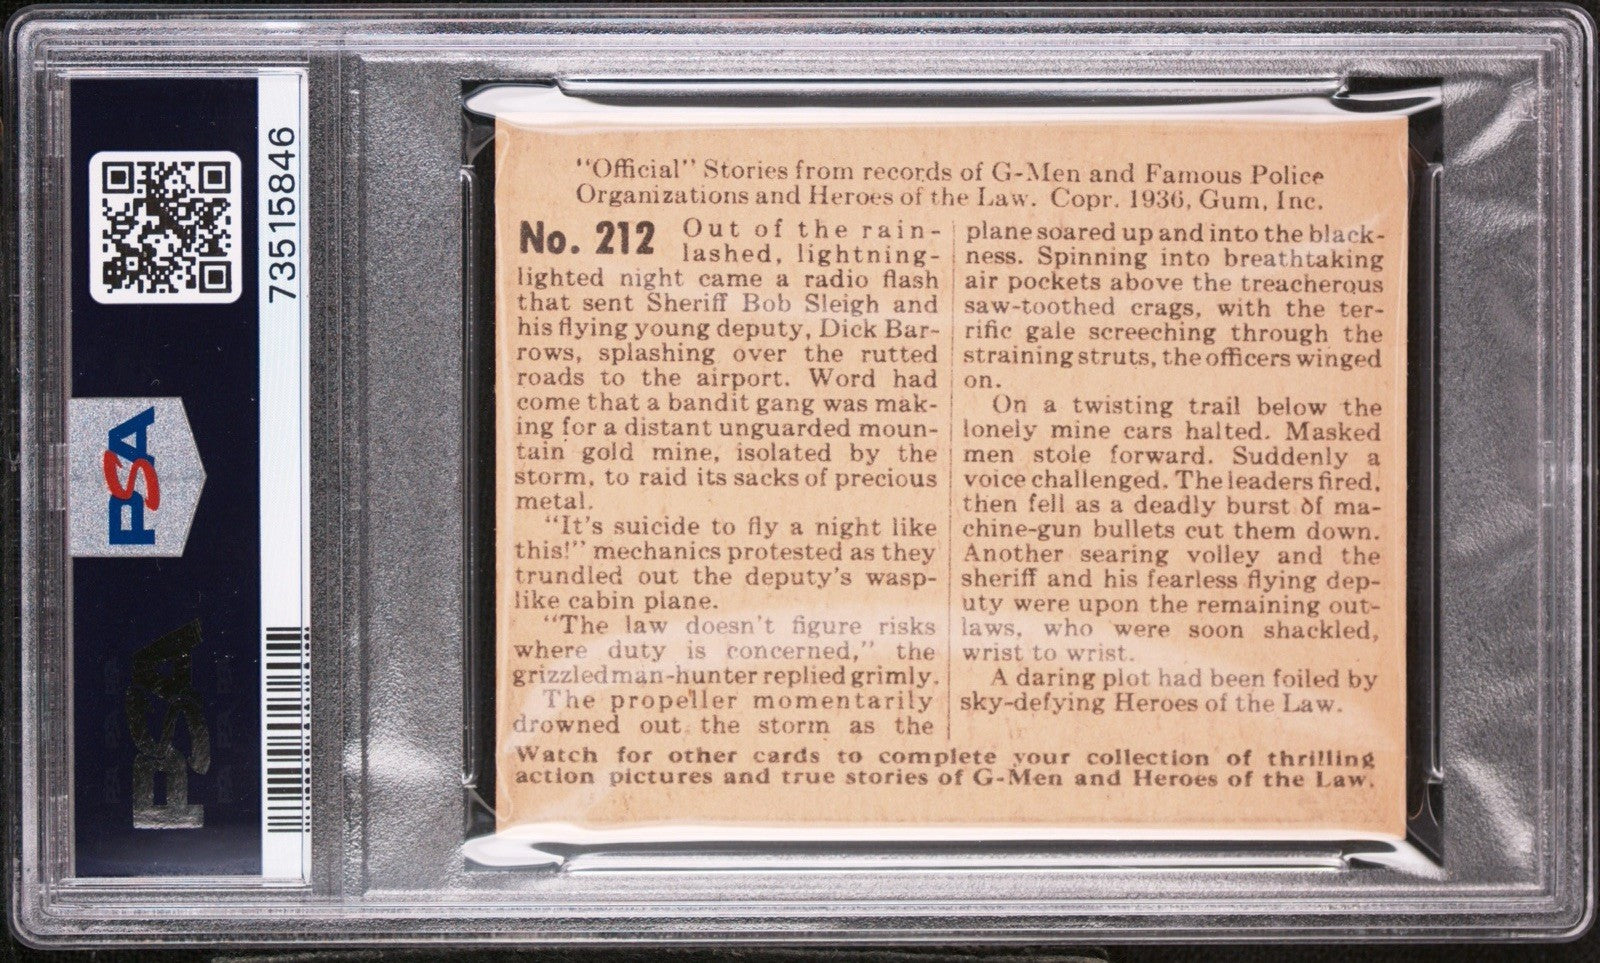 PSA
73515846
PSA
"Official" Stories from records of G-Men and Famous Police
Organizations and Heroes of the Law. Copr. 1936, Gum, Inc.
No. 212 Out of the rain-
lashed, lightning-
lighted night came a radio flash
that sent Sheriff Bob Sleigh and
his flying young deputy, Dick Bar-
rows, splashing over the rutted
roads to the airport. Word had
come that a bandit gang was mak-
ing for a distant unguarded moun-
tain gold mine, isolated by the
storm, to raid its sacks of precious
metal.
"It's suicide to fly a night like
this!" mechanics protested as they
trundled out the deputy's wasp-
like cabin plane.
"The law doesn't figure risks
where duty is concerned," the
grizzled man-hunter replied grimly.
The propeller momentarily
drowned out the storm as the
plane soared up and into the black-
ness. Spinning into breathtaking
air pockets above the treacherous
saw-toothed crags, with the ter-
rific gale screeching through the
straining struts, the officers winged
on.
On a twisting trail below the
lonely mine cars halted. Masked
men stole forward. Suddenly a
voice challenged. The leaders fired,
then fell as a deadly burst of ma-
chine-gun bullets cut them down.
Another searing volley and the
sheriff and his fearless flying dep-
uty were upon the remaining out-
laws, who were soon shackled,
wrist to wrist.
A daring plot had been foiled by
sky-defying Heroes of the Law.
Watch for other cards to complete your collection of thrilling
action pictures and true stories of G-Men and Heroes of the Law.